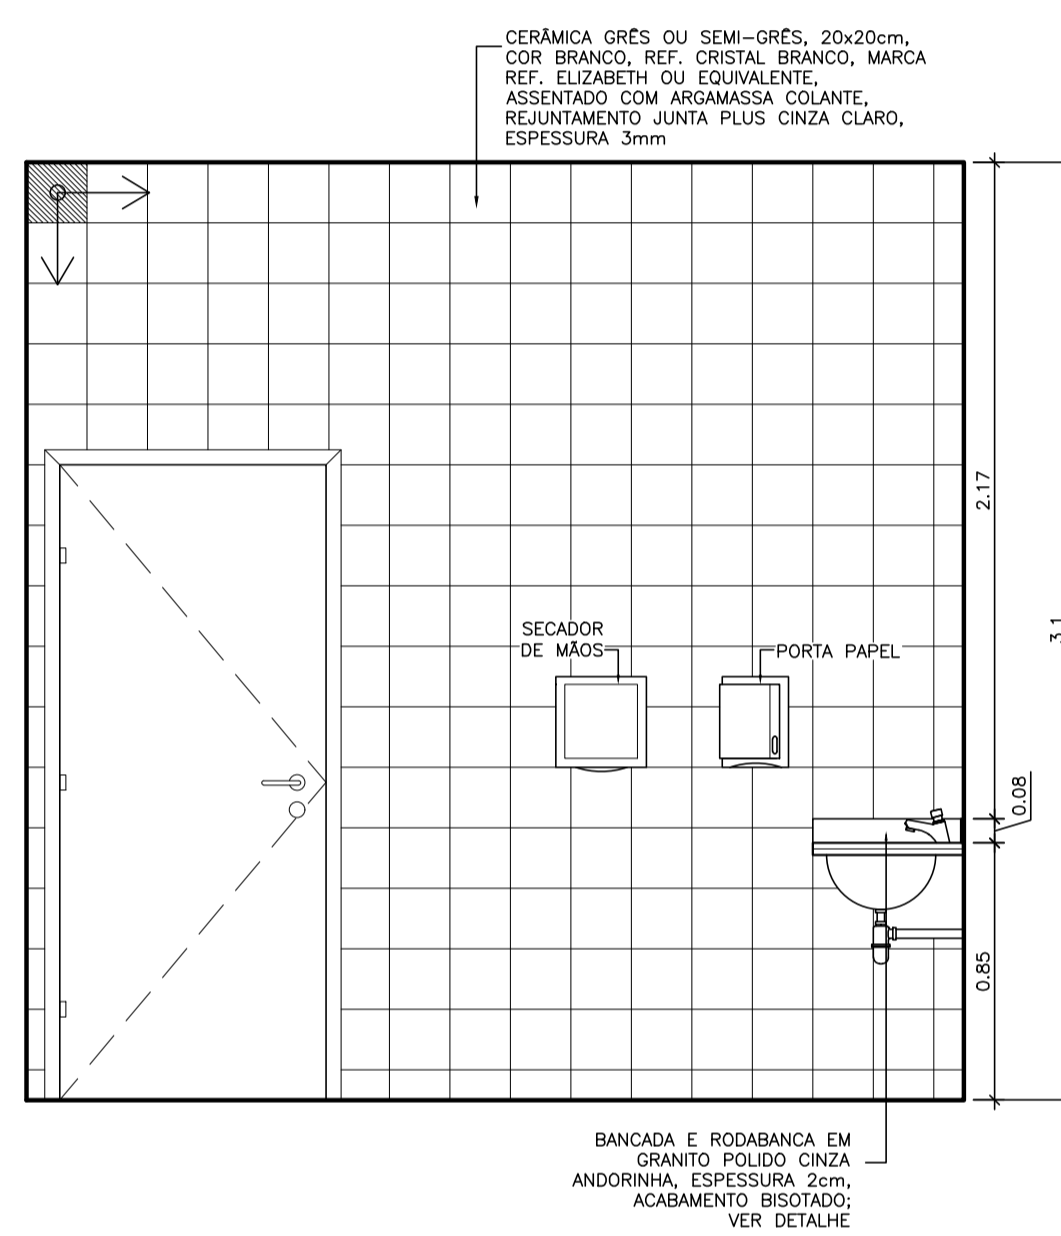 CERÂMICA GRÊS OU SEMI-GRÊS, 20x20cm,
COR BRANCO, REF. CRISTAL BRANCO, MARCA
REF. ELIZABETH OU EQUIVALENTE,
ASSENTADO COM ARGAMASSA COLANTE,
REJUNTAMENTO JUNTA PLUS CINZA CLARO,
ESPESSURA 3mm
2.17
3.1
SECADOR
DE MÃOS
PORTA PAPEL
0.08
0.85
BANCADA E RODABANCA EM
GRANITO POLIDO CINZA
ANDORINHA, ESPESSURA 2cm,
ACABAMENTO BISOTADO;
VER DETALHE